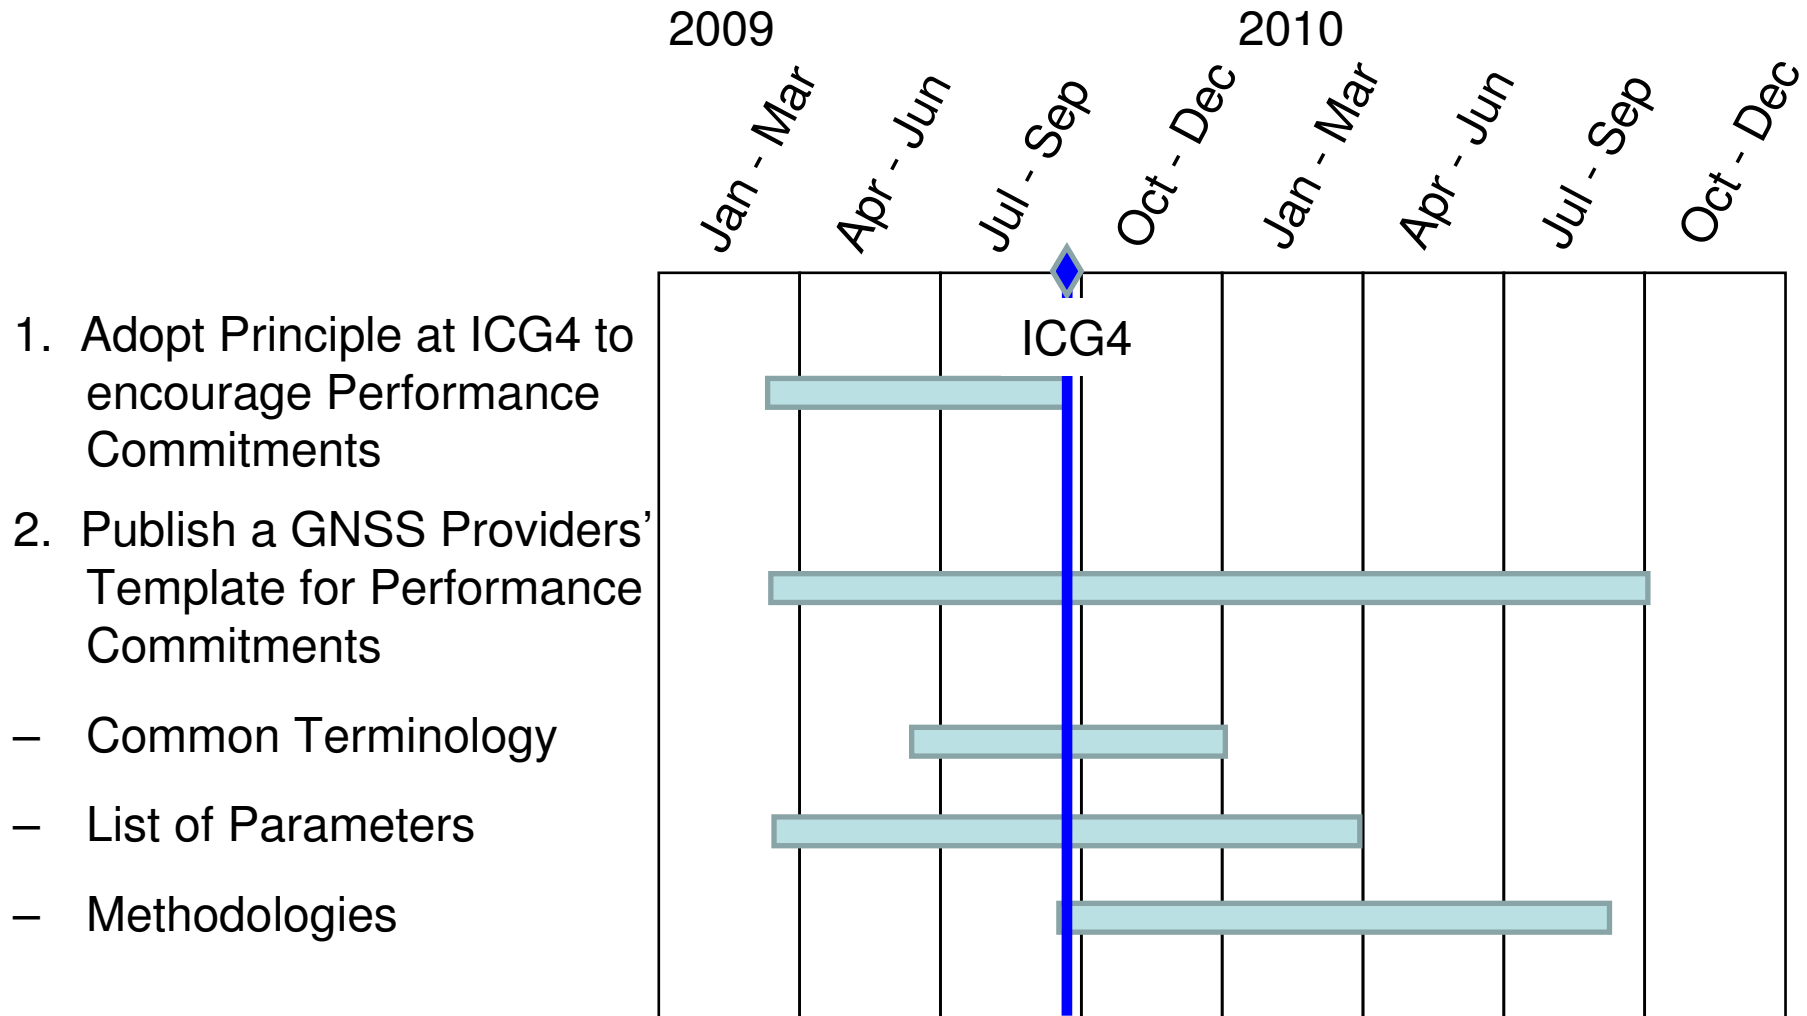 2009 2010
Jan - Mar Apr - Jun Jul - Sep Oct - Dec Jan - Mar Apr - Jun Jul - Sep Oct - Dec
1. Adopt Principle at ICG4 to
encourage Performance
Commitments
ICG4
2. Publish a GNSS Providers’
Template for Performance
Commitments
– Common Terminology
– List of Parameters
– Methodologies